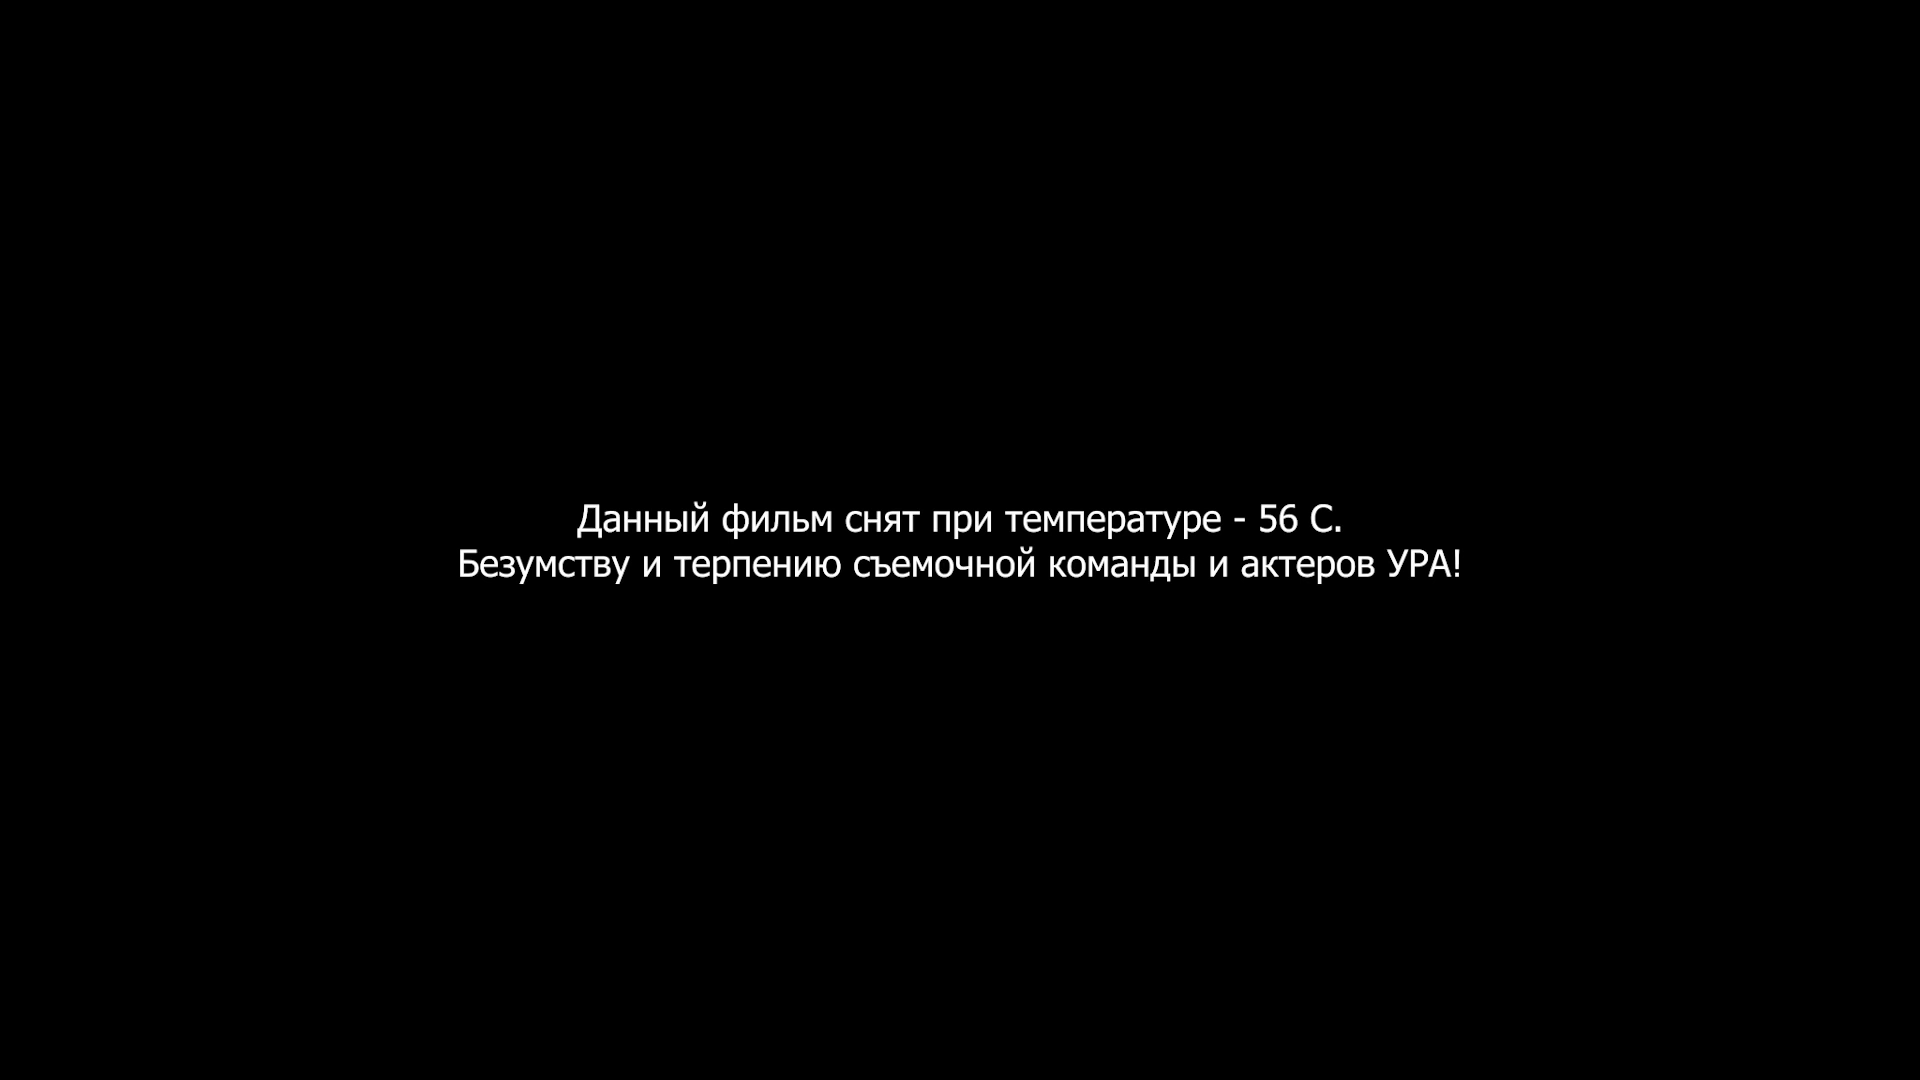 Данный фильм снят при температуре - 56 С.
Безумству и терпению съемочной команды и актеров УРА!